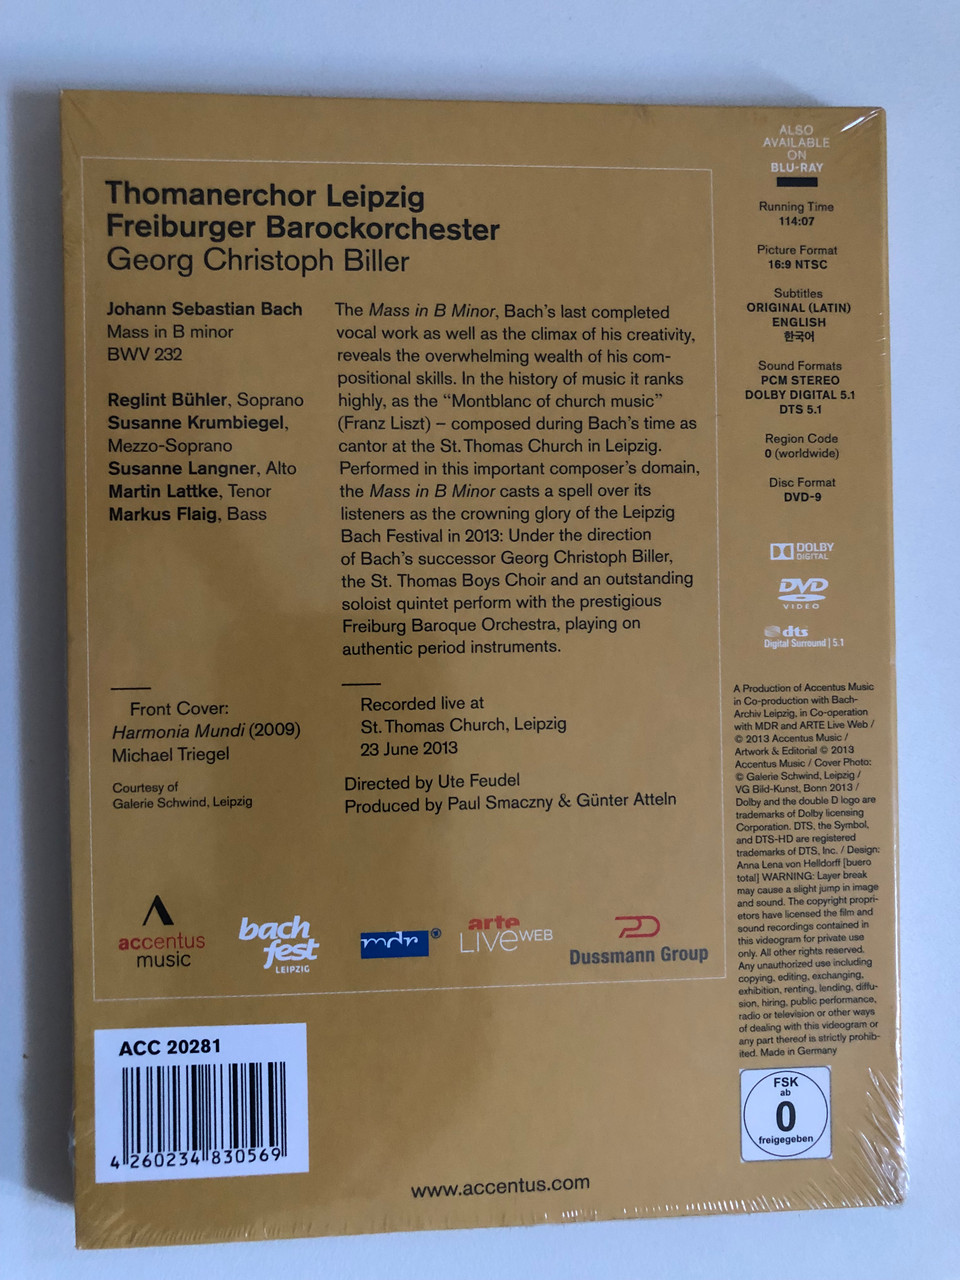 Thomanerchor Leipzig
Freiburger Barockorchester
Georg Christoph Biller
Johann Sebastian Bach
Mass in B minor
BWV 232
Reglint Bühler, Soprano
Susanne Krumbiegel,
Mezzo-Soprano
Susanne Langner, Alto
Martin Lattke, Tenor
Markus Flaig, Bass
The Mass in B Minor, Bach's last completed
vocal work as well as the climax of his creativity,
reveals the overwhelming wealth of his com-
positional skills. In the history of music it ranks
highly, as the “Montblanc of church music”
(Franz Liszt) – composed during Bach's time as
cantor at the St. Thomas Church in Leipzig.
Performed in this important composer's domain,
the Mass in B Minor casts a spell over its
listeners as the crowning glory of the Leipzig
Bach Festival in 2013: Under the direction
of Bach's successor Georg Christoph Biller,
the St. Thomas Boys Choir and an outstanding
soloist quintet perform with the prestigious
Freiburg Baroque Orchestra, playing on
authentic period instruments.
Front Cover:
Harmonia Mundi (2009)
Michael Triegel
Courtesy of
Galerie Schwind, Leipzig
Recorded live at
St. Thomas Church, Leipzig
23 June 2013
Directed by Ute Feudel
Produced by Paul Smaczny & Günter Atteln
accentus
music
bach
fest
LEIPZIG
mdr
arte
LIVE WEB
Dussmann Group
ACC 20281
4 260234 830569
www.accentus.com
ALSO
AVAILABLE
ON
BLU-RAY
Running Time
114:07
Picture Format
16:9 NTSC
Subtitles
ORIGINAL (LATIN)
ENGLISH
한국어
Sound Formats
PCM STEREO
DOLBY DIGITAL 5.1
DTS 5.1
Region Code
0 (worldwide)
Disc Format
DVD-9
DOLBY
DIGITAL
DVD
VIDEO
dts
Digital Surround | 5.1
A Production of Accentus Music
in Co-production with Bach-
Archiv Leipzig, in Co-operation
with MDR and ARTE Live Web /
© 2013 Accentus Music /
Artwork & Editorial © 2013
Accentus Music / Cover Photo:
© Galerie Schwind, Leipzig /
VG Bild-Kunst, Bonn 2013 /
Dolby and the double D logo are
trademarks of Dolby licensing
Corporation. DTS, the Symbol,
and DTS-HD are registered
trademarks of DTS, Inc. / Design:
Anna Lena von Helldorff [buero
total] WARNING: Layer break
may cause a slight jump in image
and sound. The copyright propri-
etors have licensed the film and
sound recordings contained in
this videogram for private use
only. All other rights reserved.
Any unauthorized use including
copying, editing, exchanging,
exhibition, renting, lending, diffu-
sion, hiring, public performance,
radio or television or other ways
of dealing with this videogram or
any part thereof is strictly prohib-
ited. Made in Germany
FSK
ab
0
freigegeben